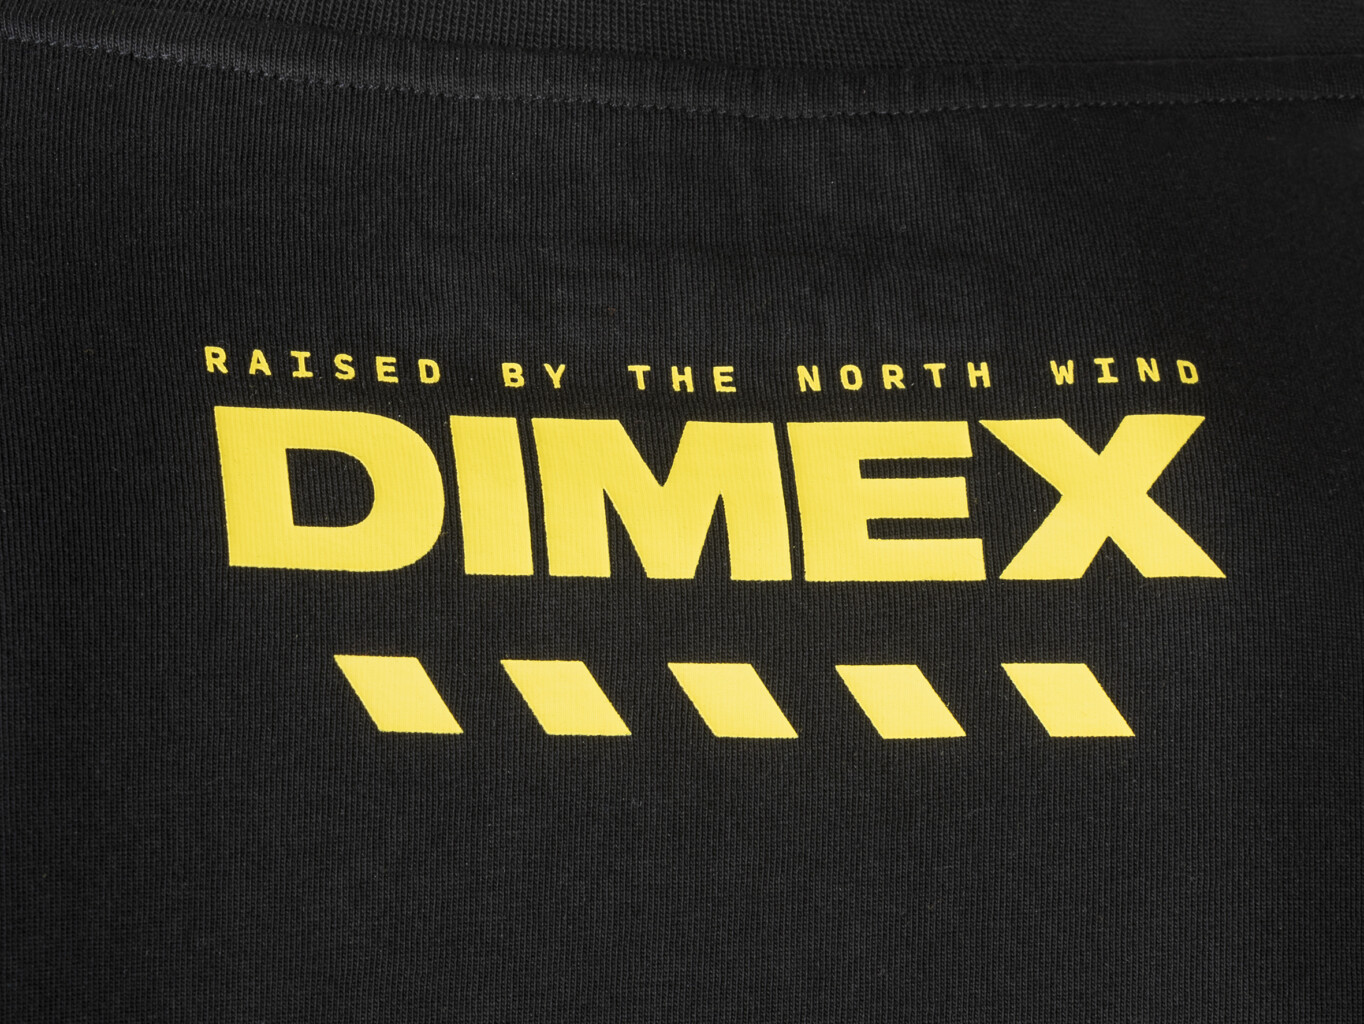 RAISED BY THE NORTH WIND
DIMEX